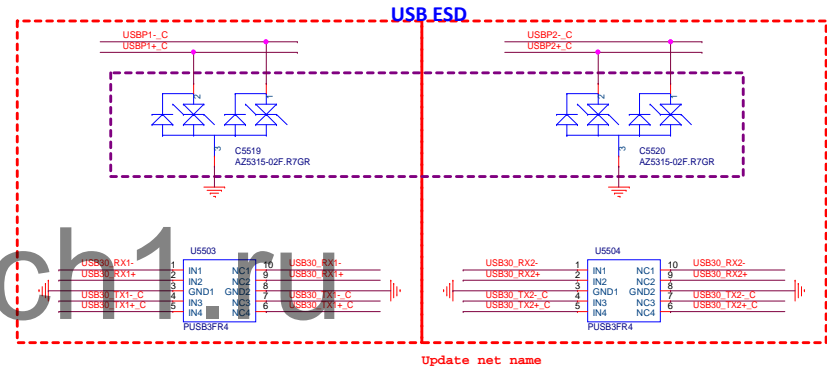 USB ESD
USBP1-_C
USBP1+_C
USBP2-_C
USBP2+_C
2
1
2
1
3
C5519
AZ5315-02F.R7GR
3
C5520
AZ5315-02F.R7GR
U5503
USB30_RX1- 1 IN1 NC1 10 USB30_RX1-
USB30_RX1+ 2 IN2 NC2 9 USB30_RX1+
3 GND1 GND2 8
USB30_TX1-_C 4 IN3 NC3 7 USB30_TX1-_C
USB30_TX1+_C 5 IN4 NC4 6 USB30_TX1+_C
PUSB3FR4
U5504
USB30_RX2- 1 IN1 NC1 10 USB30_RX2-
USB30_RX2+ 2 IN2 NC2 9 USB30_RX2+
3 GND1 GND2 8
USB30_TX2-_C 4 IN3 NC3 7 USB30_TX2-_C
USB30_TX2+_C 5 IN4 NC4 6 USB30_TX2+_C
PUSB3FR4
ch1.ru
Update net name